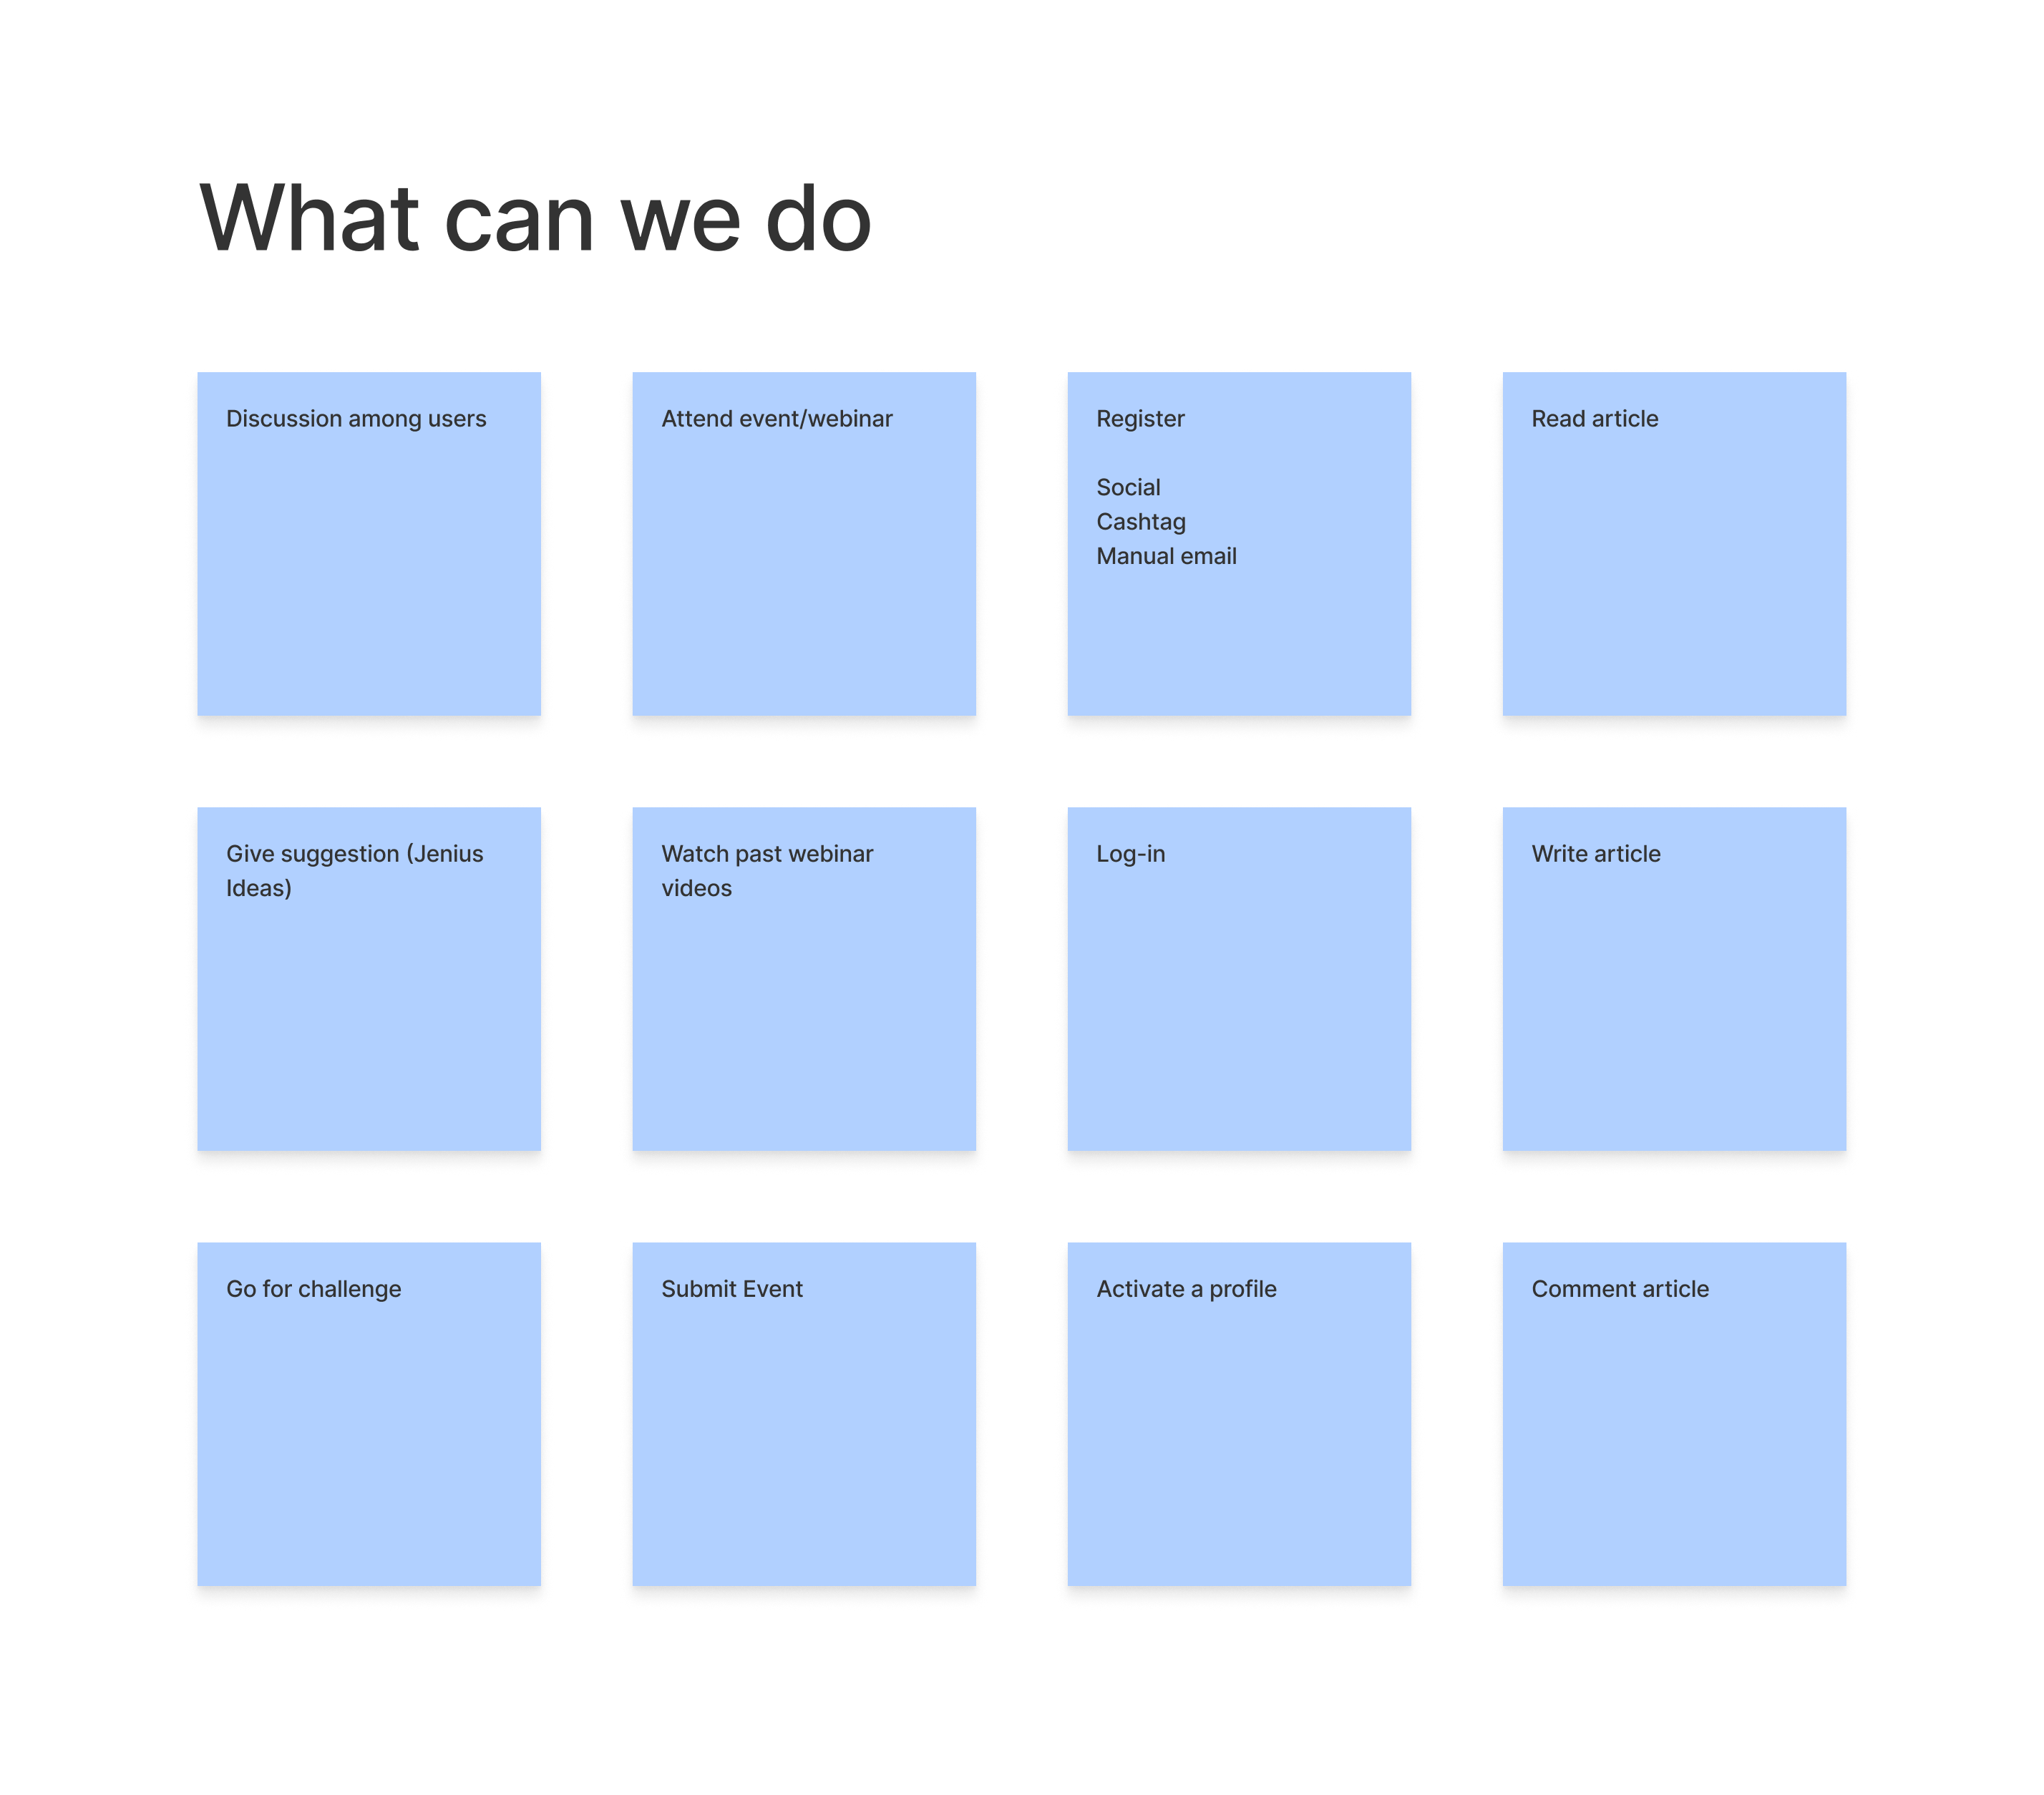 What can we do
Discussion among users
Attend event/webinar
Register
Social
Cashtag
Manual email
Read article
Give suggestion (Jenius
Ideas)
Watch past webinar
videos
Log-in
Write article
Go for challenge
Submit Event
Activate a profile
Comment article